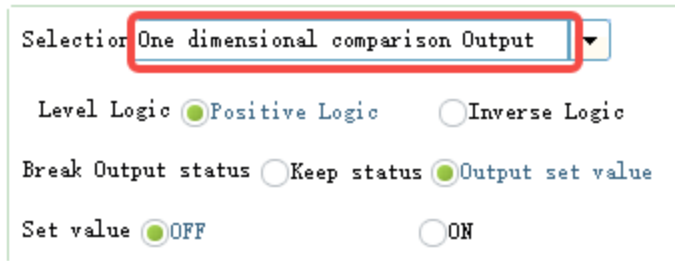 Selection One dimensional comparison Output
Level Logic Positive Logic Inverse Logic
Break Output status Keep status Output set value
Set value OFF ON